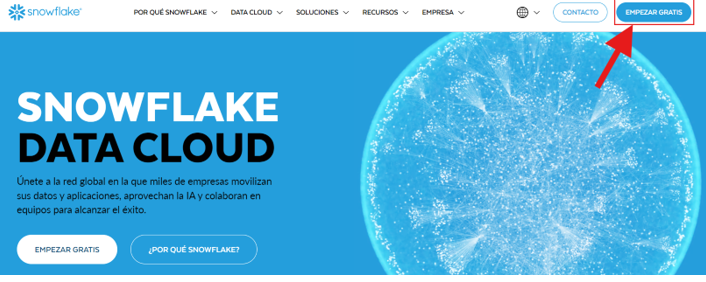 snowflake
POR QUÉ SNOWFLAKE
DATA CLOUD
SOLUCIONES
RECURSOS
EMPRESA
CONTACTO
EMPEZAR GRATIS
SNOWFLAKE
DATA CLOUD
Únete a la red global en la que miles de empresas movilizan
sus datos y aplicaciones, aprovechan la IA y colaboran en
equipos para alcanzar el éxito.
EMPEZAR GRATIS
¿POR QUÉ SNOWFLAKE?